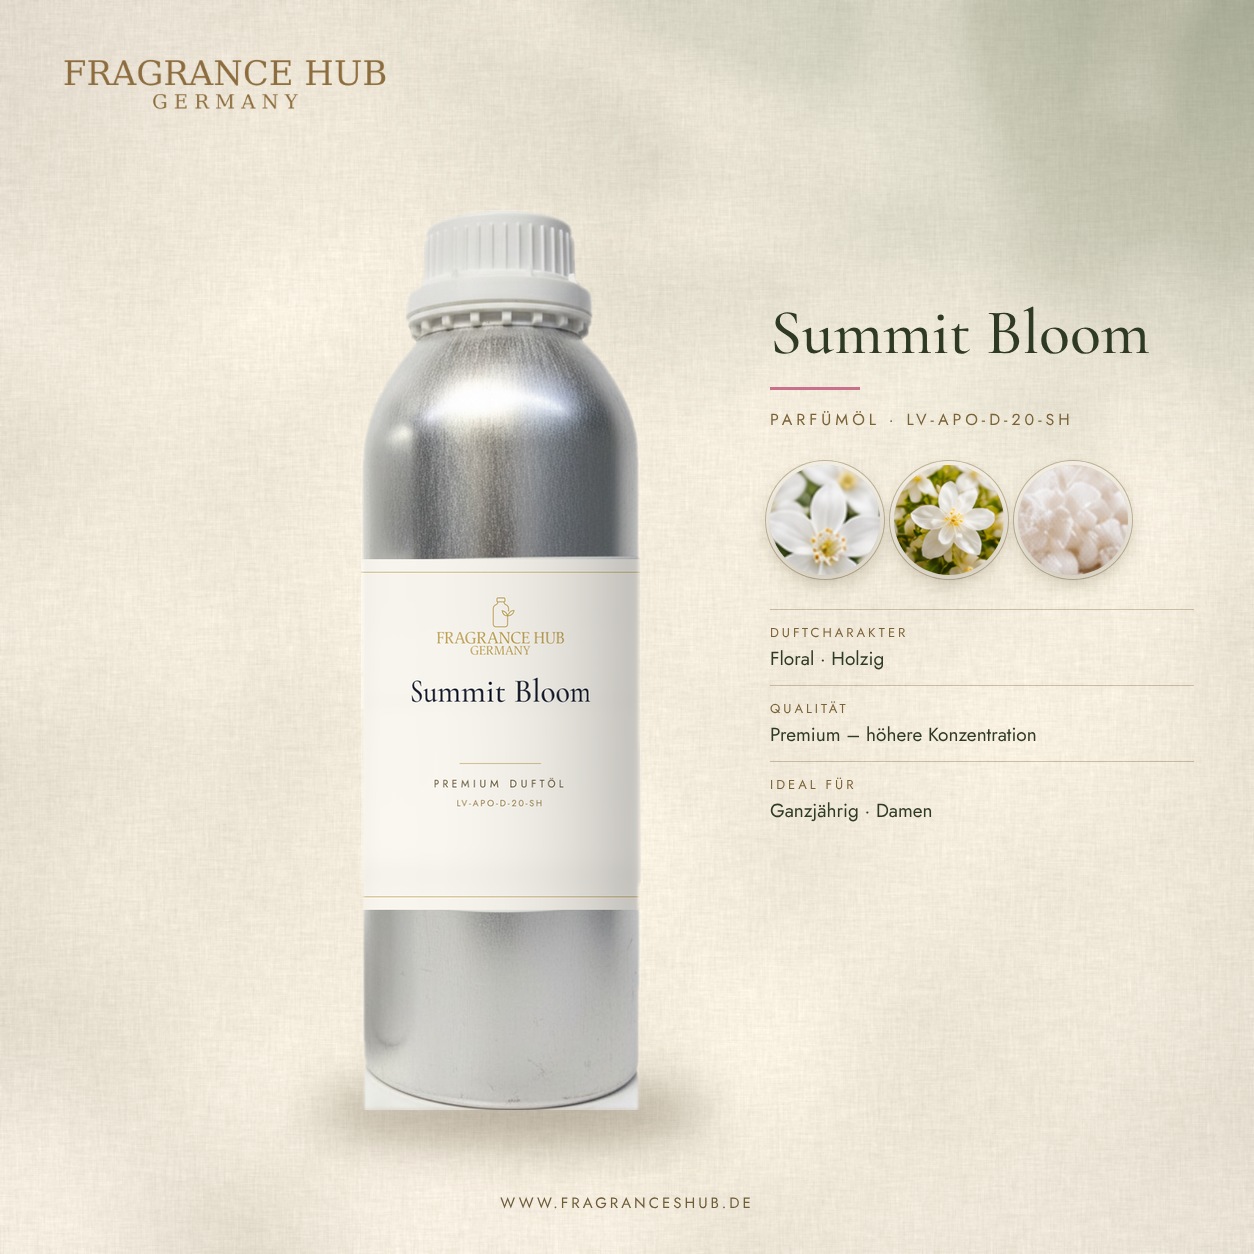 FRAGRANCE HUB
GERMANY
Summit Bloom
PARFÜMÖL · LV-APO-D-20-SH
DUFTCHARAKTER
Floral · Holzig
QUALITÄT
Premium – höhere Konzentration
IDEAL FÜR
Ganzjährig · Damen
FRAGRANCE HUB
GERMANY
Summit Bloom
PREMIUM DUFTÖL
LV-APO-D-20-SH
WWW.FRAGRANCESHUB.DE